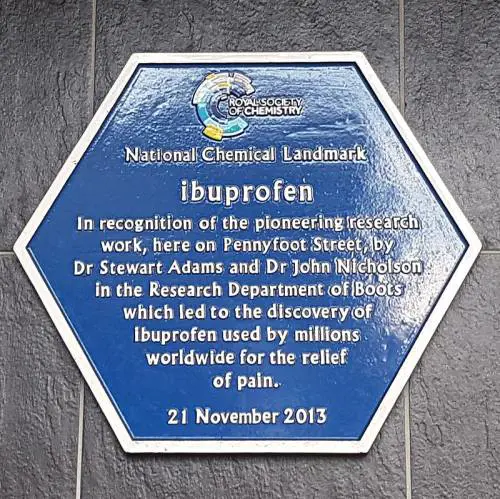 ROYAL SOCIETY
OF CHEMISTRY
National Chemical Landmark
ibuprofen
In recognition of the pioneering research
work, here on Pennyfoot Street, by
Dr Stewart Adams and Dr John Nicholson
in the Research Department of Boots
which led to the discovery of
ibuprofen used by millions
worldwide for the relief
of pain.
21 November 2013